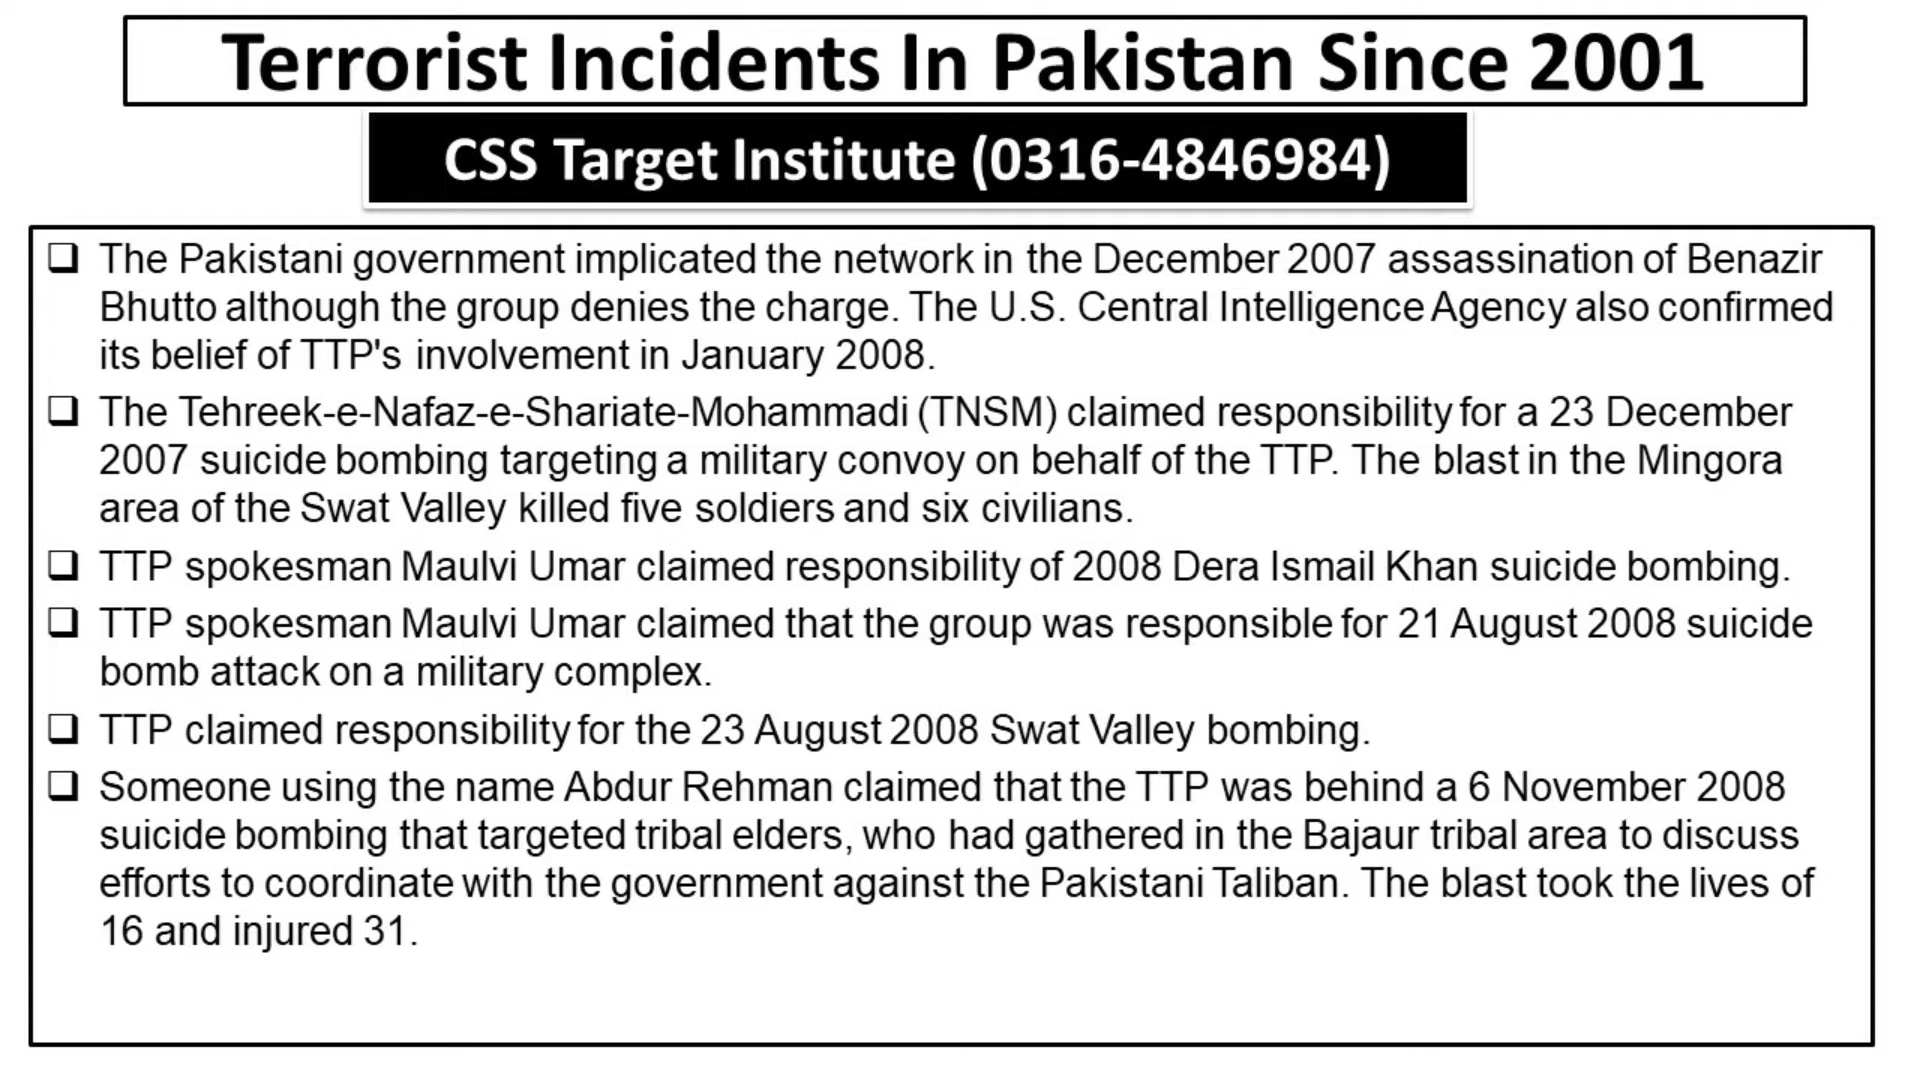 Terrorist Incidents In Pakistan Since 2001
CSS Target Institute (0316-4846984)
❑ The Pakistani government implicated the network in the December 2007 assassination of Benazir
Bhutto although the group denies the charge. The U.S. Central Intelligence Agency also confirmed
its belief of TTP's involvement in January 2008.
❑ The Tehreek-e-Nafaz-e-Shariate-Mohammadi (TNSM) claimed responsibility for a 23 December
2007 suicide bombing targeting a military convoy on behalf of the TTP. The blast in the Mingora
area of the Swat Valley killed five soldiers and six civilians.
❑ TTP spokesman Maulvi Umar claimed responsibility of 2008 Dera Ismail Khan suicide bombing.
❑ TTP spokesman Maulvi Umar claimed that the group was responsible for 21 August 2008 suicide
bomb attack on a military complex.
❑ TTP claimed responsibility for the 23 August 2008 Swat Valley bombing.
❑ Someone using the name Abdur Rehman claimed that the TTP was behind a 6 November 2008
suicide bombing that targeted tribal elders, who had gathered in the Bajaur tribal area to discuss
efforts to coordinate with the government against the Pakistani Taliban. The blast took the lives of
16 and injured 31.